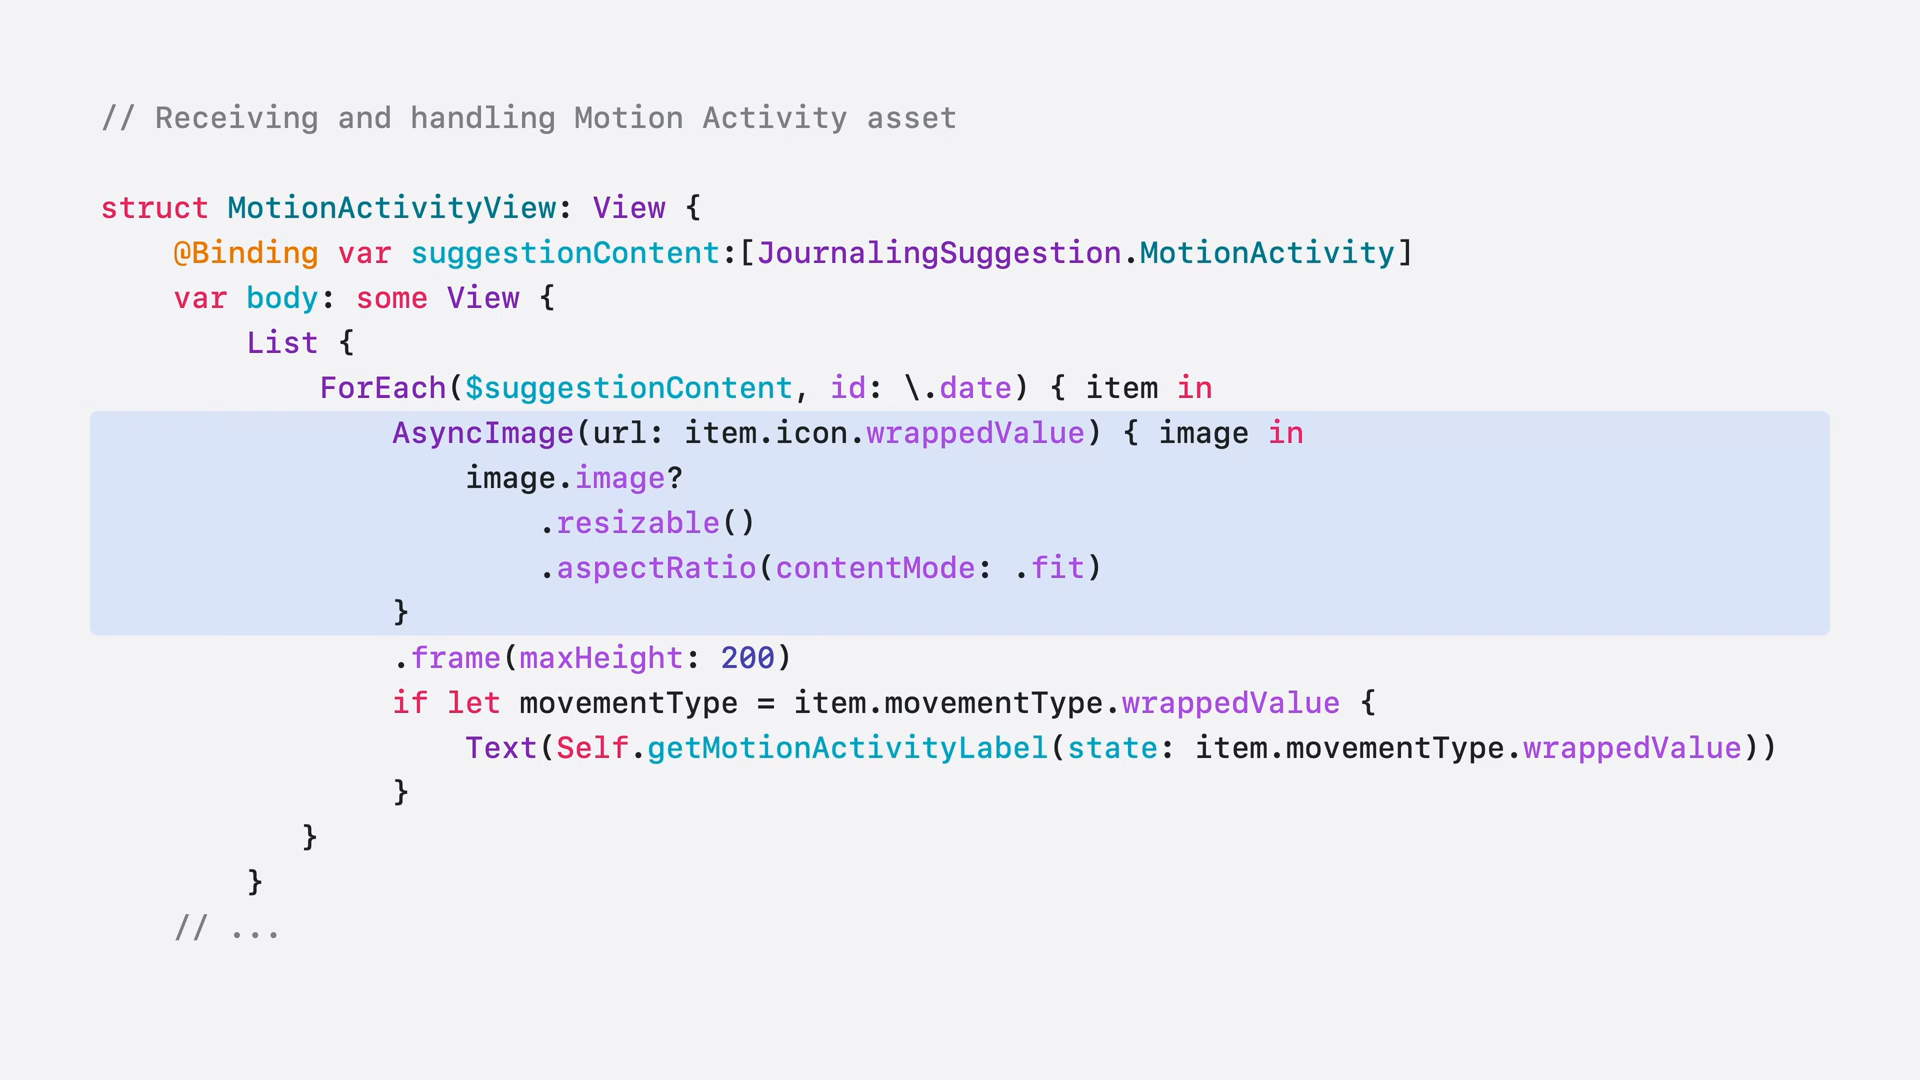 // Receiving and handling Motion Activity asset
struct MotionActivityView: View {
@Binding var suggestionContent:[JournalingSuggestion.MotionActivity]
var body: some View {
List {
ForEach($suggestionContent, id: \.date) { item in
AsyncImage(url: item.icon.wrappedValue) { image in
image.image?
.resizable()
.aspectRatio(contentMode: .fit)
}
.frame(maxHeight: 200)
if let movementType = item.movementType.wrappedValue {
Text(Self.getMotionActivityLabel(state: item.movementType.wrappedValue))
}
}
}
// ...